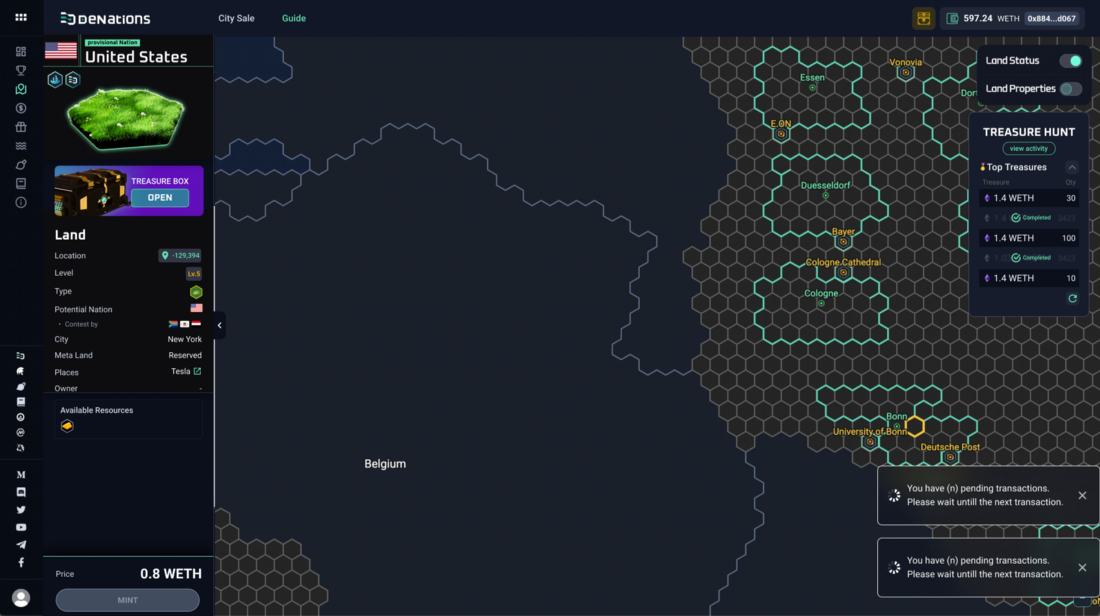 DENATIONS
City Sale
Guide
597.24 WETH
0x884...d067
provisional Nation
United States
TREASURE BOX
OPEN
Land
Location
-129,394
Level
Lv.5
Type
Potential Nation
• Contest by
City
New York
Meta Land
Reserved
Places
Tesla
Owner
-
Available Resources
Price
0.8 WETH
MINT
Belgium
Essen
Vonovia
E.ON
Duesseldorf
Bayer
Cologne Cathedral
Cologne
Bonn
University of Bonn
Deutsche Post
Land Status
Land Properties
TREASURE HUNT
view activity
Top Treasures
Treasure
Qty
1.4 WETH
30
Completed
3423
1.4 WETH
100
Completed
3423
1.4 WETH
10
You have (n) pending transactions.
Please wait untill the next transaction.
You have (n) pending transactions.
Please wait untill the next transaction.